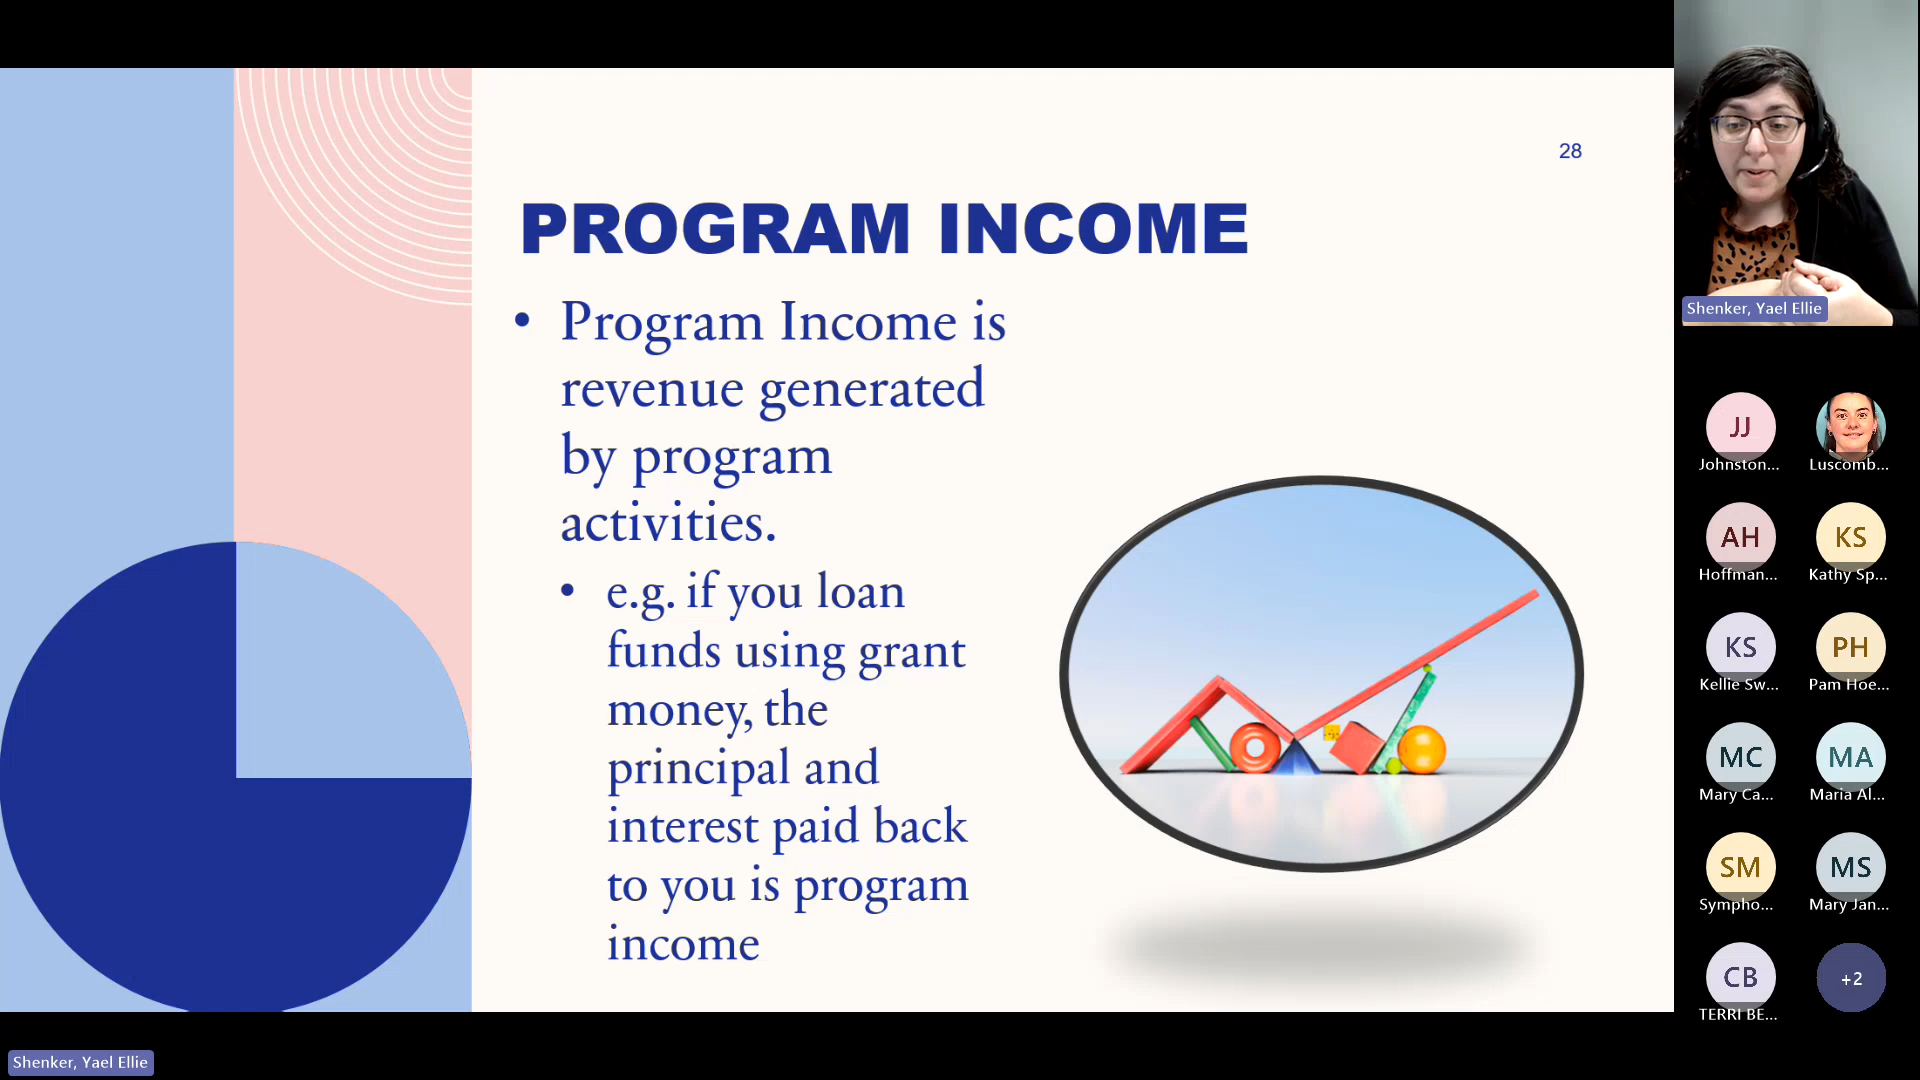 28
PROGRAM INCOME
• Program Income is
revenue generated
by program
activities.
• e.g. if you loan
funds using grant
money, the
principal and
interest paid back
to you is program
income
Shenker, Yael Ellie
JJ
Johnston...
Luscomb...
AH
Hoffman...
KS
Kathy Sp...
KS
Kellie Sw...
PH
Pam Hoe...
MC
Mary Ca...
MA
Maria Al...
SM
Sympho...
MS
Mary Jan...
CB
TERRI BE...
+2
Shenker, Yael Ellie